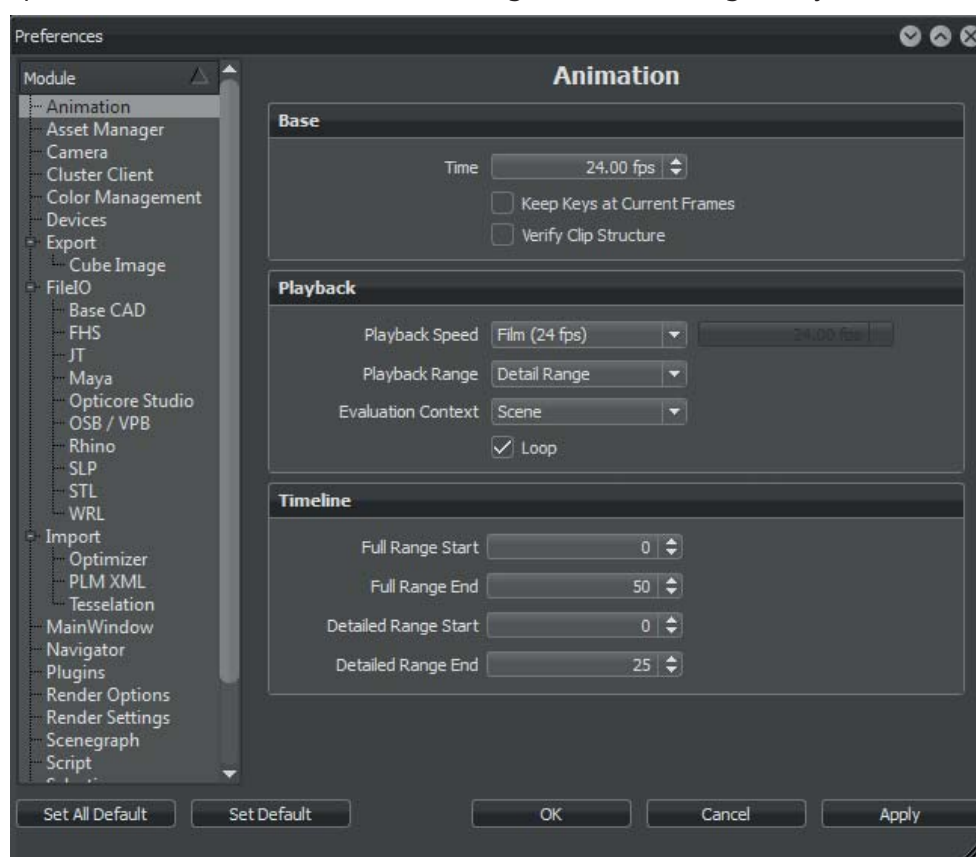 Preferences
Module
Animation
Asset Manager
Camera
Cluster Client
Color Management
Devices
Export
Cube Image
FileIO
Base CAD
FHS
JT
Maya
Opticore Studio
OSB / VPB
Rhino
SLP
STL
WRL
Import
Optimizer
PLM XML
Tesselation
MainWindow
Navigator
Plugins
Render Options
Render Settings
Scenegraph
Script
Animation
Base
Time 24.00 fps
Keep Keys at Current Frames
Verify Clip Structure
Playback
Playback Speed Film (24 fps) 24.00 fps
Playback Range Detail Range
Evaluation Context Scene
Loop
Timeline
Full Range Start 0
Full Range End 50
Detailed Range Start 0
Detailed Range End 25
Set All Default Set Default OK Cancel Apply